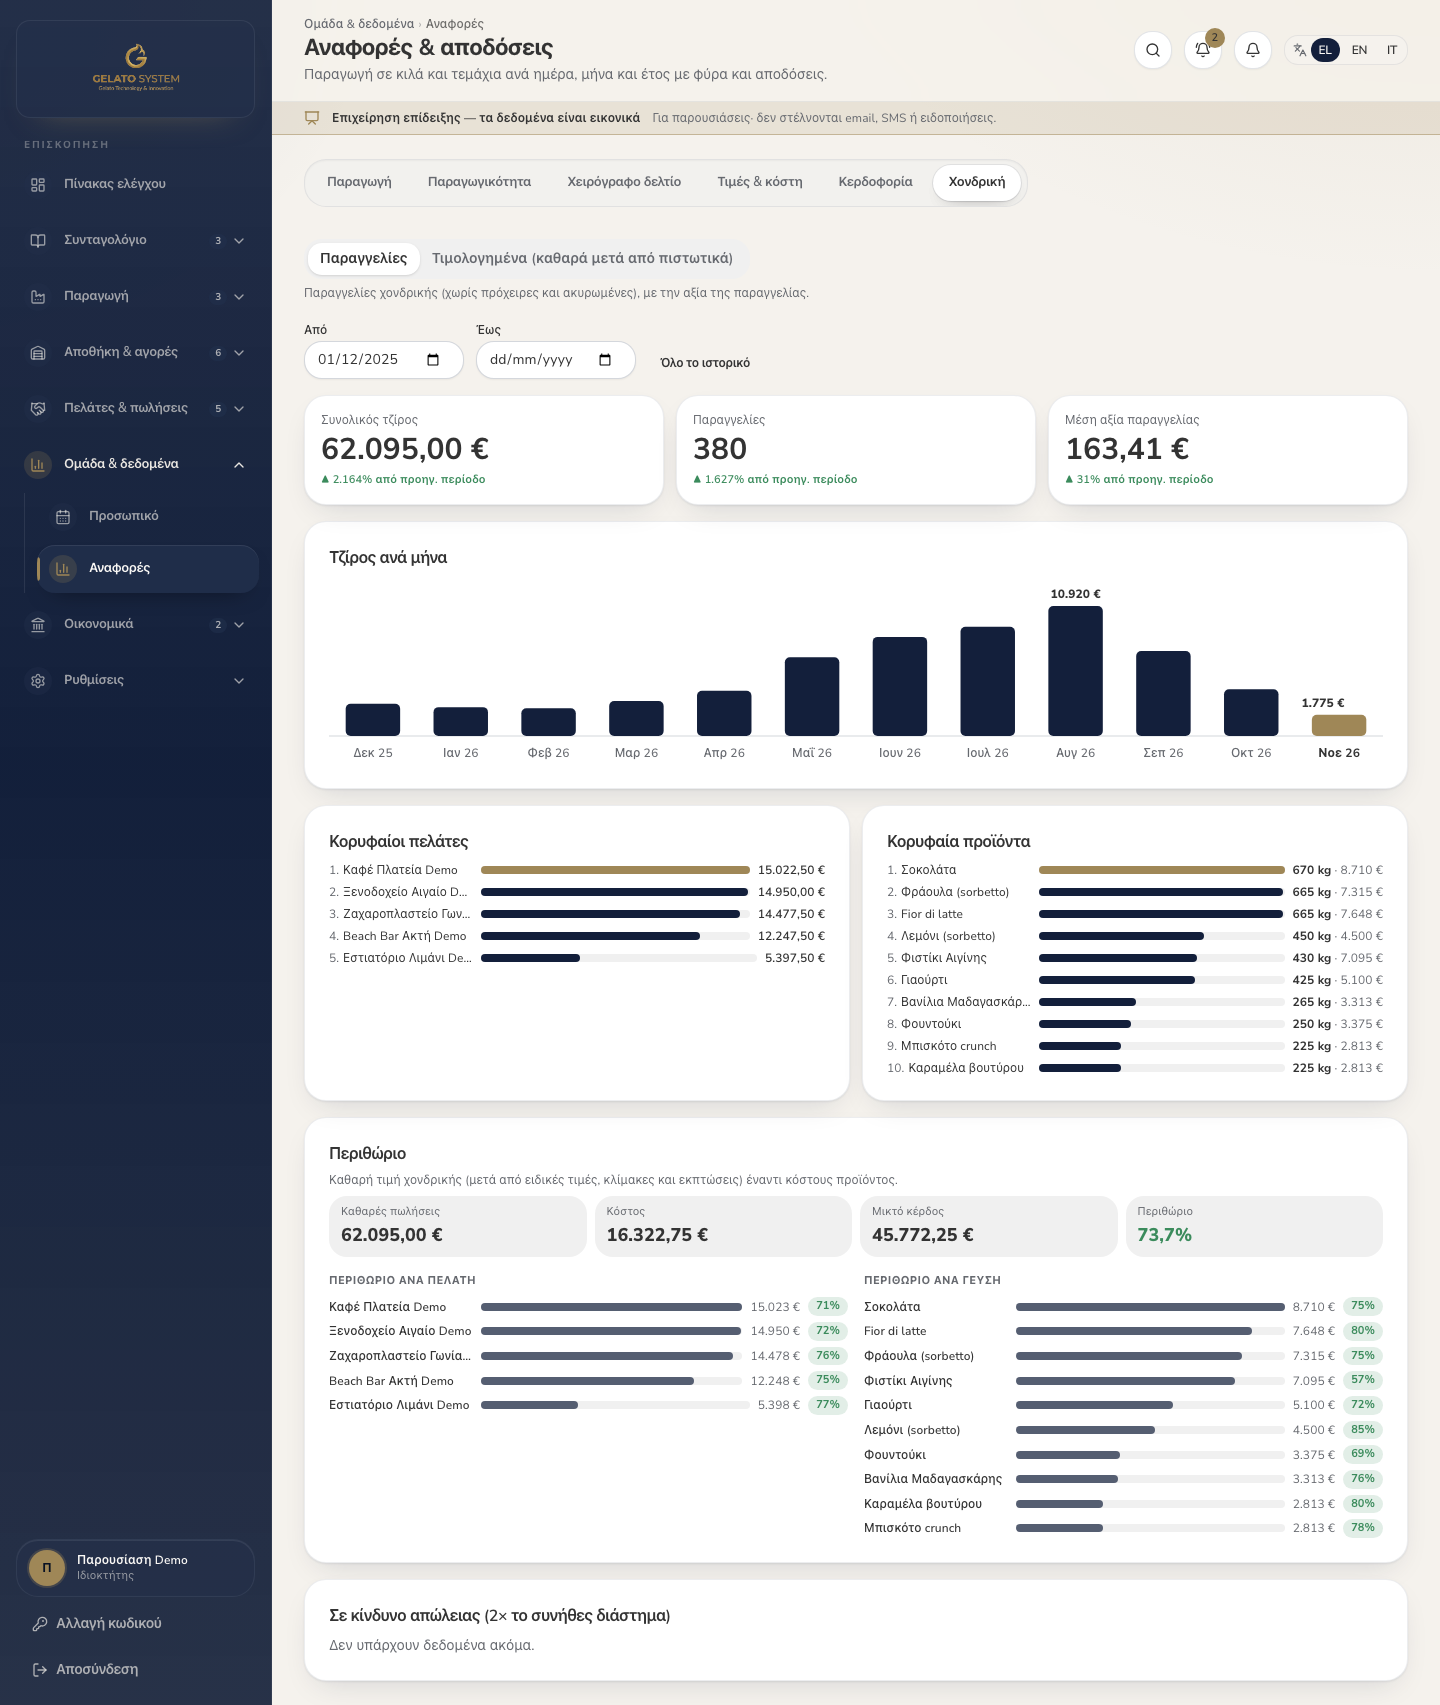 GELATO SYSTEM
Gelato Technology & Innovation
ΕΠΙΣΚΟΠΗΣΗ
Πίνακας ελέγχου
Συνταγολόγιο 3
Παραγωγή 3
Αποθήκη & αγορές 6
Πελάτες & πωλήσεις 5
Ομάδα & δεδομένα
Προσωπικό
Αναφορές
Οικονομικά 2
Ρυθμίσεις
Π
Παρουσίαση Demo
Ιδιοκτήτης
Αλλαγή κωδικού
Αποσύνδεση
Ομάδα & δεδομένα › Αναφορές
Αναφορές & αποδόσεις
Παραγωγή σε κιλά και τεμάχια ανά ημέρα, μήνα και έτος με φύρα και αποδόσεις.
2
EL EN IT
Επιχείρηση επίδειξης — τα δεδομένα είναι εικονικά Για παρουσιάσεις· δεν στέλνονται email, SMS ή ειδοποιήσεις.
Παραγωγή Παραγωγικότητα Χειρόγραφο δελτίο Τιμές & κόστη Κερδοφορία Χονδρική
Παραγγελίες Τιμολογημένα (καθαρά μετά από πιστωτικά)
Παραγγελίες χονδρικής (χωρίς πρόχειρες και ακυρωμένες), με την αξία της παραγγελίας.
Από Έως
01/12/2025 dd/mm/yyyy Όλο το ιστορικό
Συνολικός τζίρος
62.095,00 €
▲ 2.164% από προηγ. περίοδο
Παραγγελίες
380
▲ 1.627% από προηγ. περίοδο
Μέση αξία παραγγελίας
163,41 €
▲ 31% από προηγ. περίοδο
Τζίρος ανά μήνα
10.920 €
1.775 €
Δεκ 25 Ιαν 26 Φεβ 26 Μαρ 26 Απρ 26 Μαΐ 26 Ιουν 26 Ιουλ 26 Αυγ 26 Σεπ 26 Οκτ 26 Νοε 26
Κορυφαίοι πελάτες
1. Καφέ Πλατεία Demo 15.022,50 €
2. Ξενοδοχείο Αιγαίο D... 14.950,00 €
3. Ζαχαροπλαστείο Γων... 14.477,50 €
4. Beach Bar Ακτή Demo 12.247,50 €
5. Εστιατόριο Λιμάνι De... 5.397,50 €
Κορυφαία προϊόντα
1. Σοκολάτα 670 kg · 8.710 €
2. Φράουλα (sorbetto) 665 kg · 7.315 €
3. Fior di latte 665 kg · 7.648 €
4. Λεμόνι (sorbetto) 450 kg · 4.500 €
5. Φιστίκι Αιγίνης 430 kg · 7.095 €
6. Γιαούρτι 425 kg · 5.100 €
7. Βανίλια Μαδαγασκάρ... 265 kg · 3.313 €
8. Φουντούκι 250 kg · 3.375 €
9. Μπισκότο crunch 225 kg · 2.813 €
10. Καραμέλα βουτύρου 225 kg · 2.813 €
Περιθώριο
Καθαρή τιμή χονδρικής (μετά από ειδικές τιμές, κλίμακες και εκπτώσεις) έναντι κόστους προϊόντος.
Καθαρές πωλήσεις
62.095,00 €
Κόστος
16.322,75 €
Μικτό κέρδος
45.772,25 €
Περιθώριο
73,7%
ΠΕΡΙΘΩΡΙΟ ΑΝΑ ΠΕΛΑΤΗ
Καφέ Πλατεία Demo 15.023 € 71%
Ξενοδοχείο Αιγαίο Demo 14.950 € 72%
Ζαχαροπλαστείο Γωνία... 14.478 € 76%
Beach Bar Ακτή Demo 12.248 € 75%
Εστιατόριο Λιμάνι Demo 5.398 € 77%
ΠΕΡΙΘΩΡΙΟ ΑΝΑ ΓΕΥΣΗ
Σοκολάτα 8.710 € 75%
Fior di latte 7.648 € 80%
Φράουλα (sorbetto) 7.315 € 75%
Φιστίκι Αιγίνης 7.095 € 57%
Γιαούρτι 5.100 € 72%
Λεμόνι (sorbetto) 4.500 € 85%
Φουντούκι 3.375 € 69%
Βανίλια Μαδαγασκάρης 3.313 € 76%
Καραμέλα βουτύρου 2.813 € 80%
Μπισκότο crunch 2.813 € 78%
Σε κίνδυνο απώλειας (2× το συνήθες διάστημα)
Δεν υπάρχουν δεδομένα ακόμα.